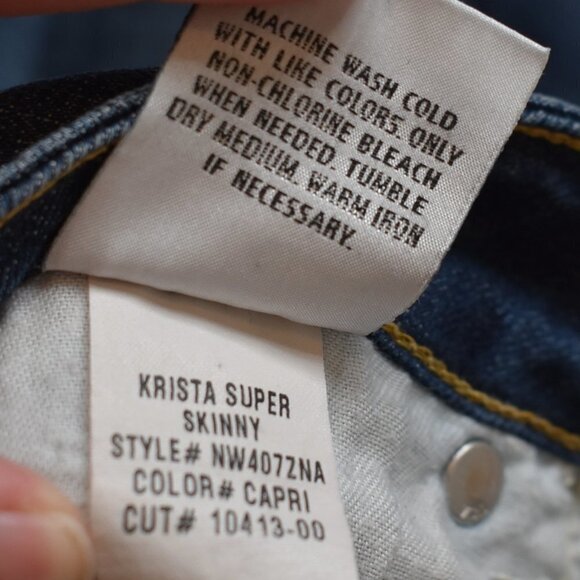 MACHINE WASH COLD
WITH LIKE COLORS. ONLY
NON-CHLORINE BLEACH
WHEN NEEDED. TUMBLE
DRY MEDIUM. WARM IRON
IF NECESSARY.
KRISTA SUPER
SKINNY
STYLE# NW407ZNA
COLOR# CAPRI
CUT# 10413-00